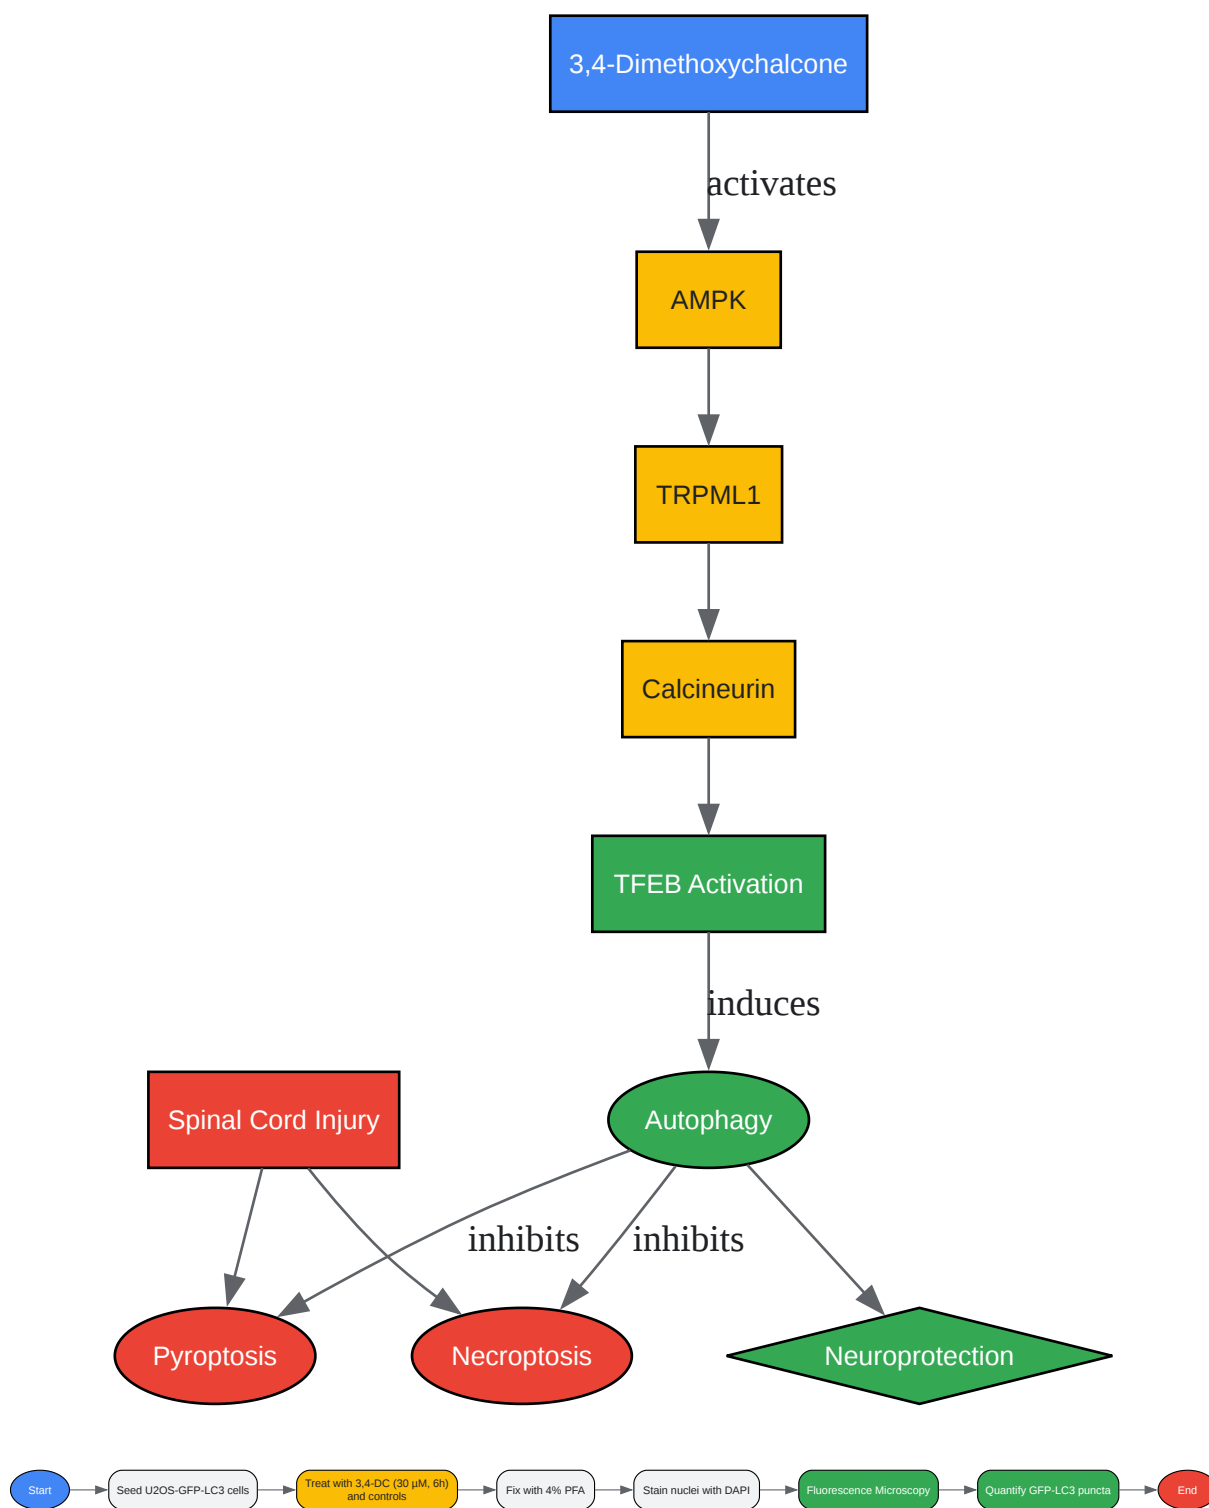 3,4-Dimethoxychalcone
activates
AMPK
TRPML1
Calcineurin
TFEB Activation
induces
Spinal Cord Injury
Autophagy
inhibits
inhibits
Pyroptosis
Necroptosis
Neuroprotection
Start
Seed U2OS-GFP-LC3 cells
Treat with 3,4-DC (30 µM, 6h)
and controls
Fix with 4% PFA
Stain nuclei with DAPI
Fluorescence Microscopy
Quantify GFP-LC3 puncta
End